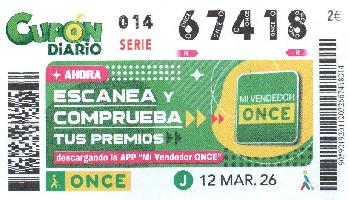 CUPÓN
DIARIO
014
SERIE
67418
R
R
2€
AHORA
ESCANEA Y
COMPRUEBA
TUS PREMIOS
descargando la APP "Mi Vendedor ONCE"
MI VENDEDOR
ONCE
ONCE
J 12 MAR. 26